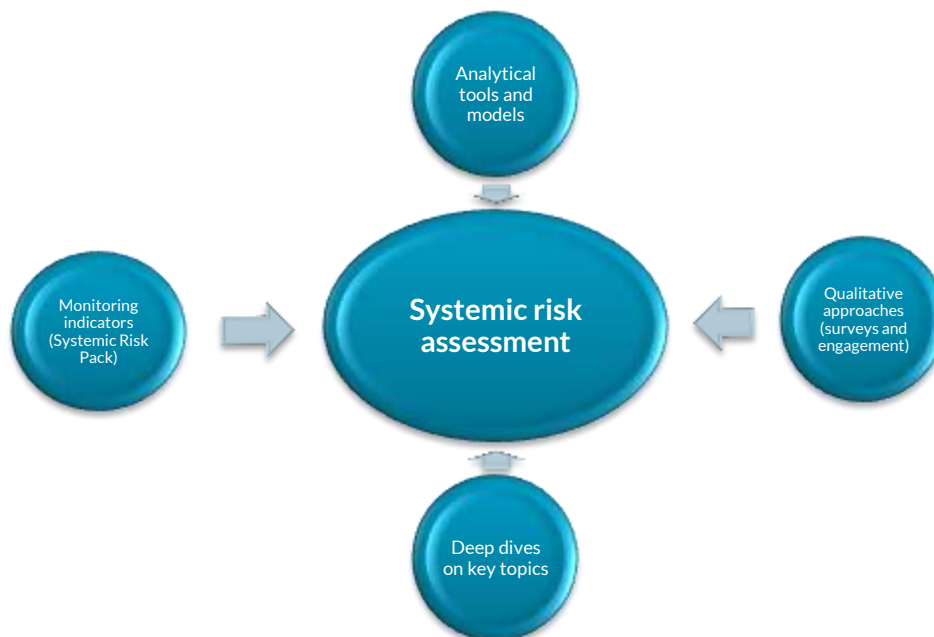 Analytical
tools and
models
Monitoring
indicators
(Systemic Risk
Pack)
Systemic risk
assessment
Qualitative
approaches
(surveys and
engagement)
Deep dives
on key topics